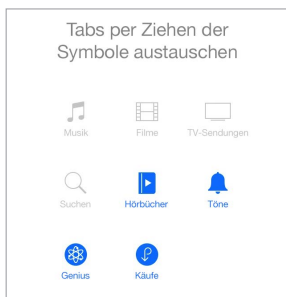 Tabs per Ziehen der
Symbole austauschen
Musik Filme TV-Sendungen
Suchen Hörbücher Töne
Genius Käufe